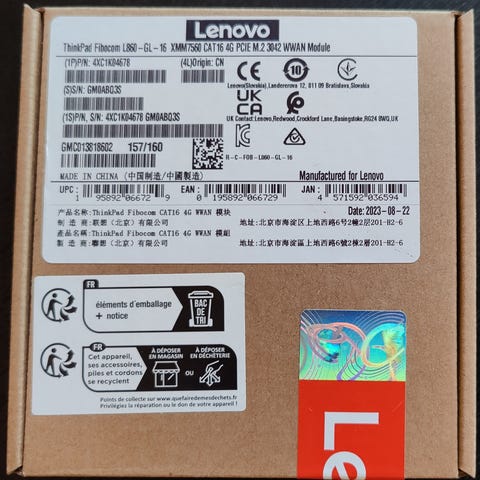 Lenovo
ThinkPad Fibocom L860-GL-16 XMM7560 CAT16 4G PCIE M.2 3042 WWAN Module
(1P)P/N: 4XC1K04678 (4L)Origin: CN
(S)S/N: GM0ABQ3S
Lenovo(Slovakia),Landererova 12, 811 09 Bratislava,Slovakia
UK CA
UK Contact:Lenovo,Redwood,Crockford Lane,Basingstoke,RG24 8WQ,UK
(1S)P/N, S/N: 4XC1K04678 GM0ABQ3S
GMC013818602 157/160
R-C-FOB-L860-GL-16
MADE IN CHINA (中国制造/中國製造) Manufactured for Lenovo
UPC: 1 95892 06672 9 EAN: 0 195892 066729 JAN: 4 571592 036594
产品名称:ThinkPad Fibocom CAT16 4G WWAN 模块 Date: 2023-08-22
制 造 商:联想(北京)有限公司 地址:北京市海淀区上地西路6号2幢2层201-H2-6
產品名稱:ThinkPad Fibocom CAT16 4G WWAN 模組
製 造 商:聯想(北京)有限公司 地址:北京市海淀區上地西路6號2棟2層201-H2-6
FR
éléments d'emballage
+ notice
BAC
DE
TRI
FR
Cet appareil,
ses accessoires,
piles et cordons
se recyclent
À DÉPOSER
EN MAGASIN
OU
À DÉPOSER
EN DÉCHÈTERIE
Points de collecte sur www.quefairedemesdechets.fr
Privilégiez la réparation ou le don de votre appareil !
Le